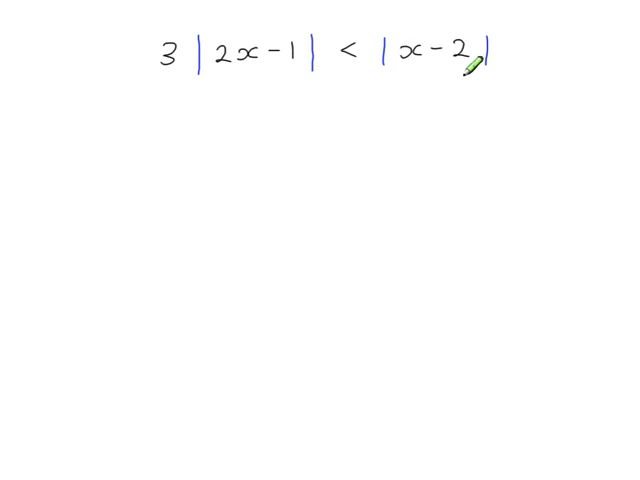 3 |2x - 1| < |x - 2|